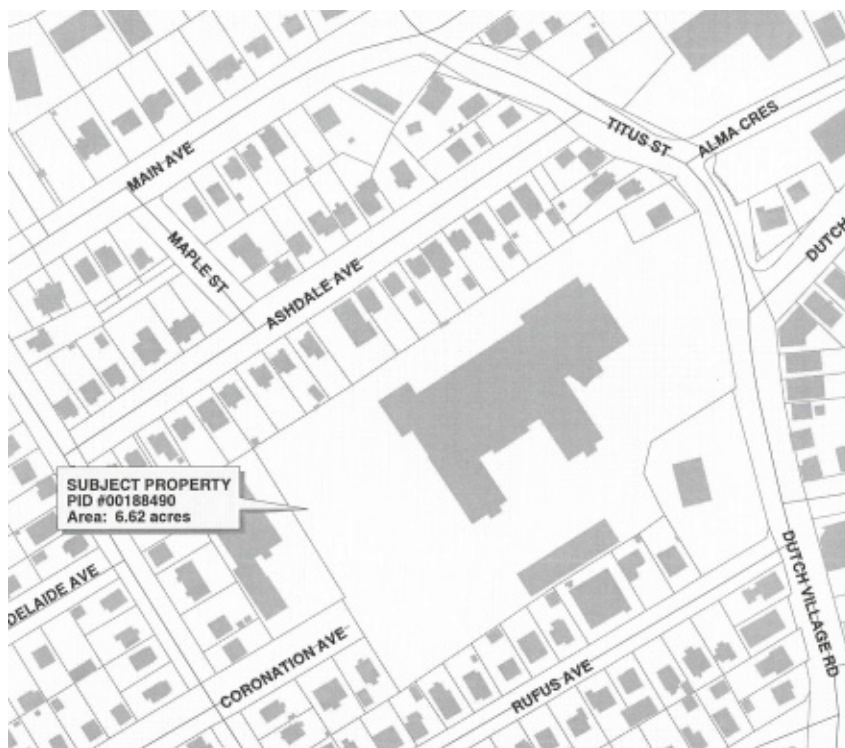 TITUS ST
ALMA CRES
MAIN AVE
MAPLE ST
DUTCH
ASHDALE AVE
SUBJECT PROPERTY
PID #00188490
Area: 6.62 acres
DELAIDE AVE
CORONATION AVE
RUFUS AVE
DUTCH VILLAGE RD